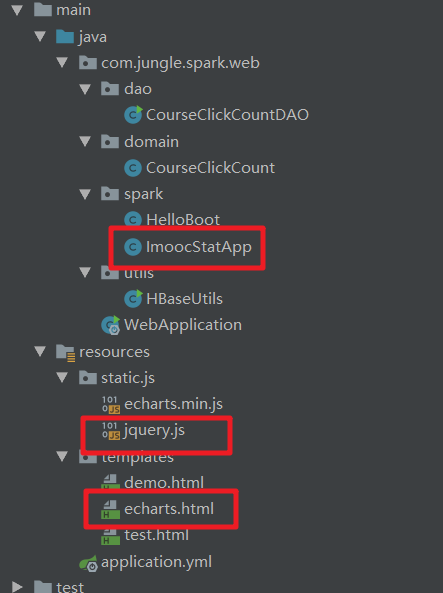 main
java
com.jungle.spark.web
dao
CourseClickCountDAO
domain
CourseClickCount
spark
HelloBoot
ImoocStatApp
utils
HBaseUtils
WebApplication
resources
static.js
echarts.min.js
jquery.js
templates
demo.html
echarts.html
test.html
application.yml
test